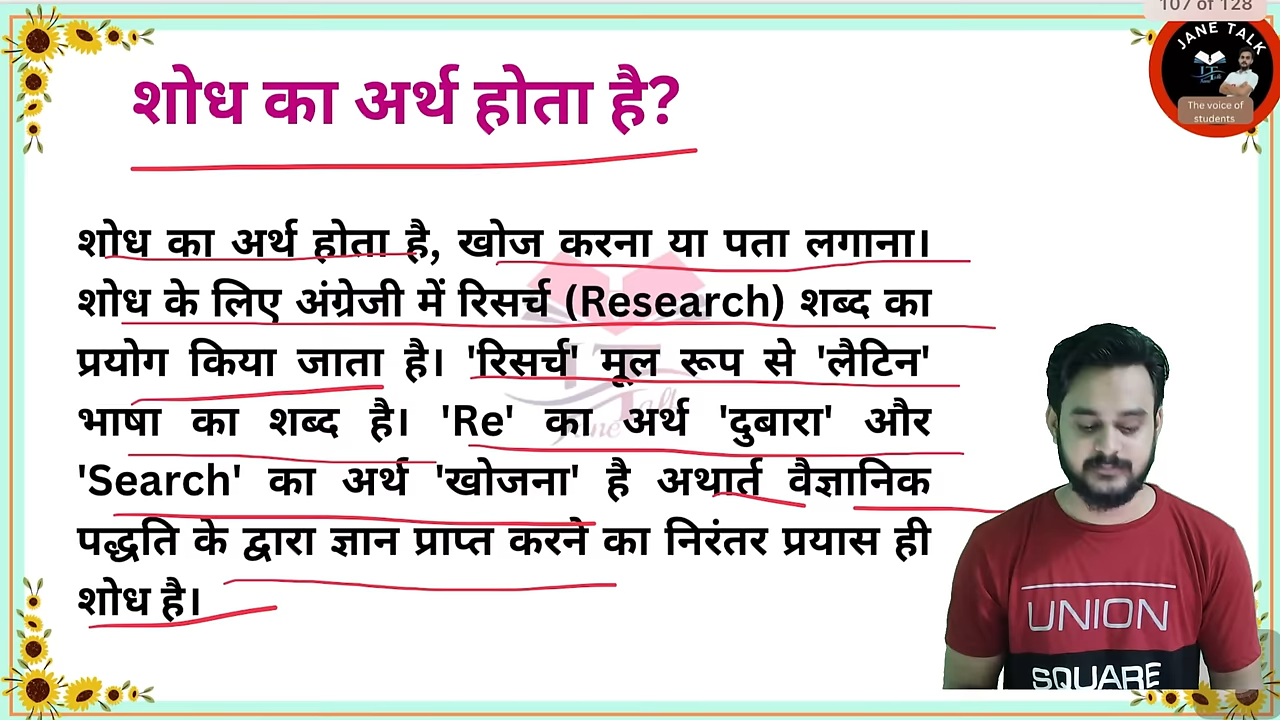 107 of 128
JANE TALK
The voice of
students
शोध का अर्थ होता है?
शोध का अर्थ होता है, खोज करना या पता लगाना।
शोध के लिए अंग्रेजी में रिसर्च (Research) शब्द का
प्रयोग किया जाता है। 'रिसर्च' मूल रूप से 'लैटिन'
भाषा का शब्द है। 'Re' का अर्थ 'दुबारा' और
'Search' का अर्थ 'खोजना' है अथार्त वैज्ञानिक
पद्धति के द्वारा ज्ञान प्राप्त करने का निरंतर प्रयास ही
शोध है।
UNION
SQUARE